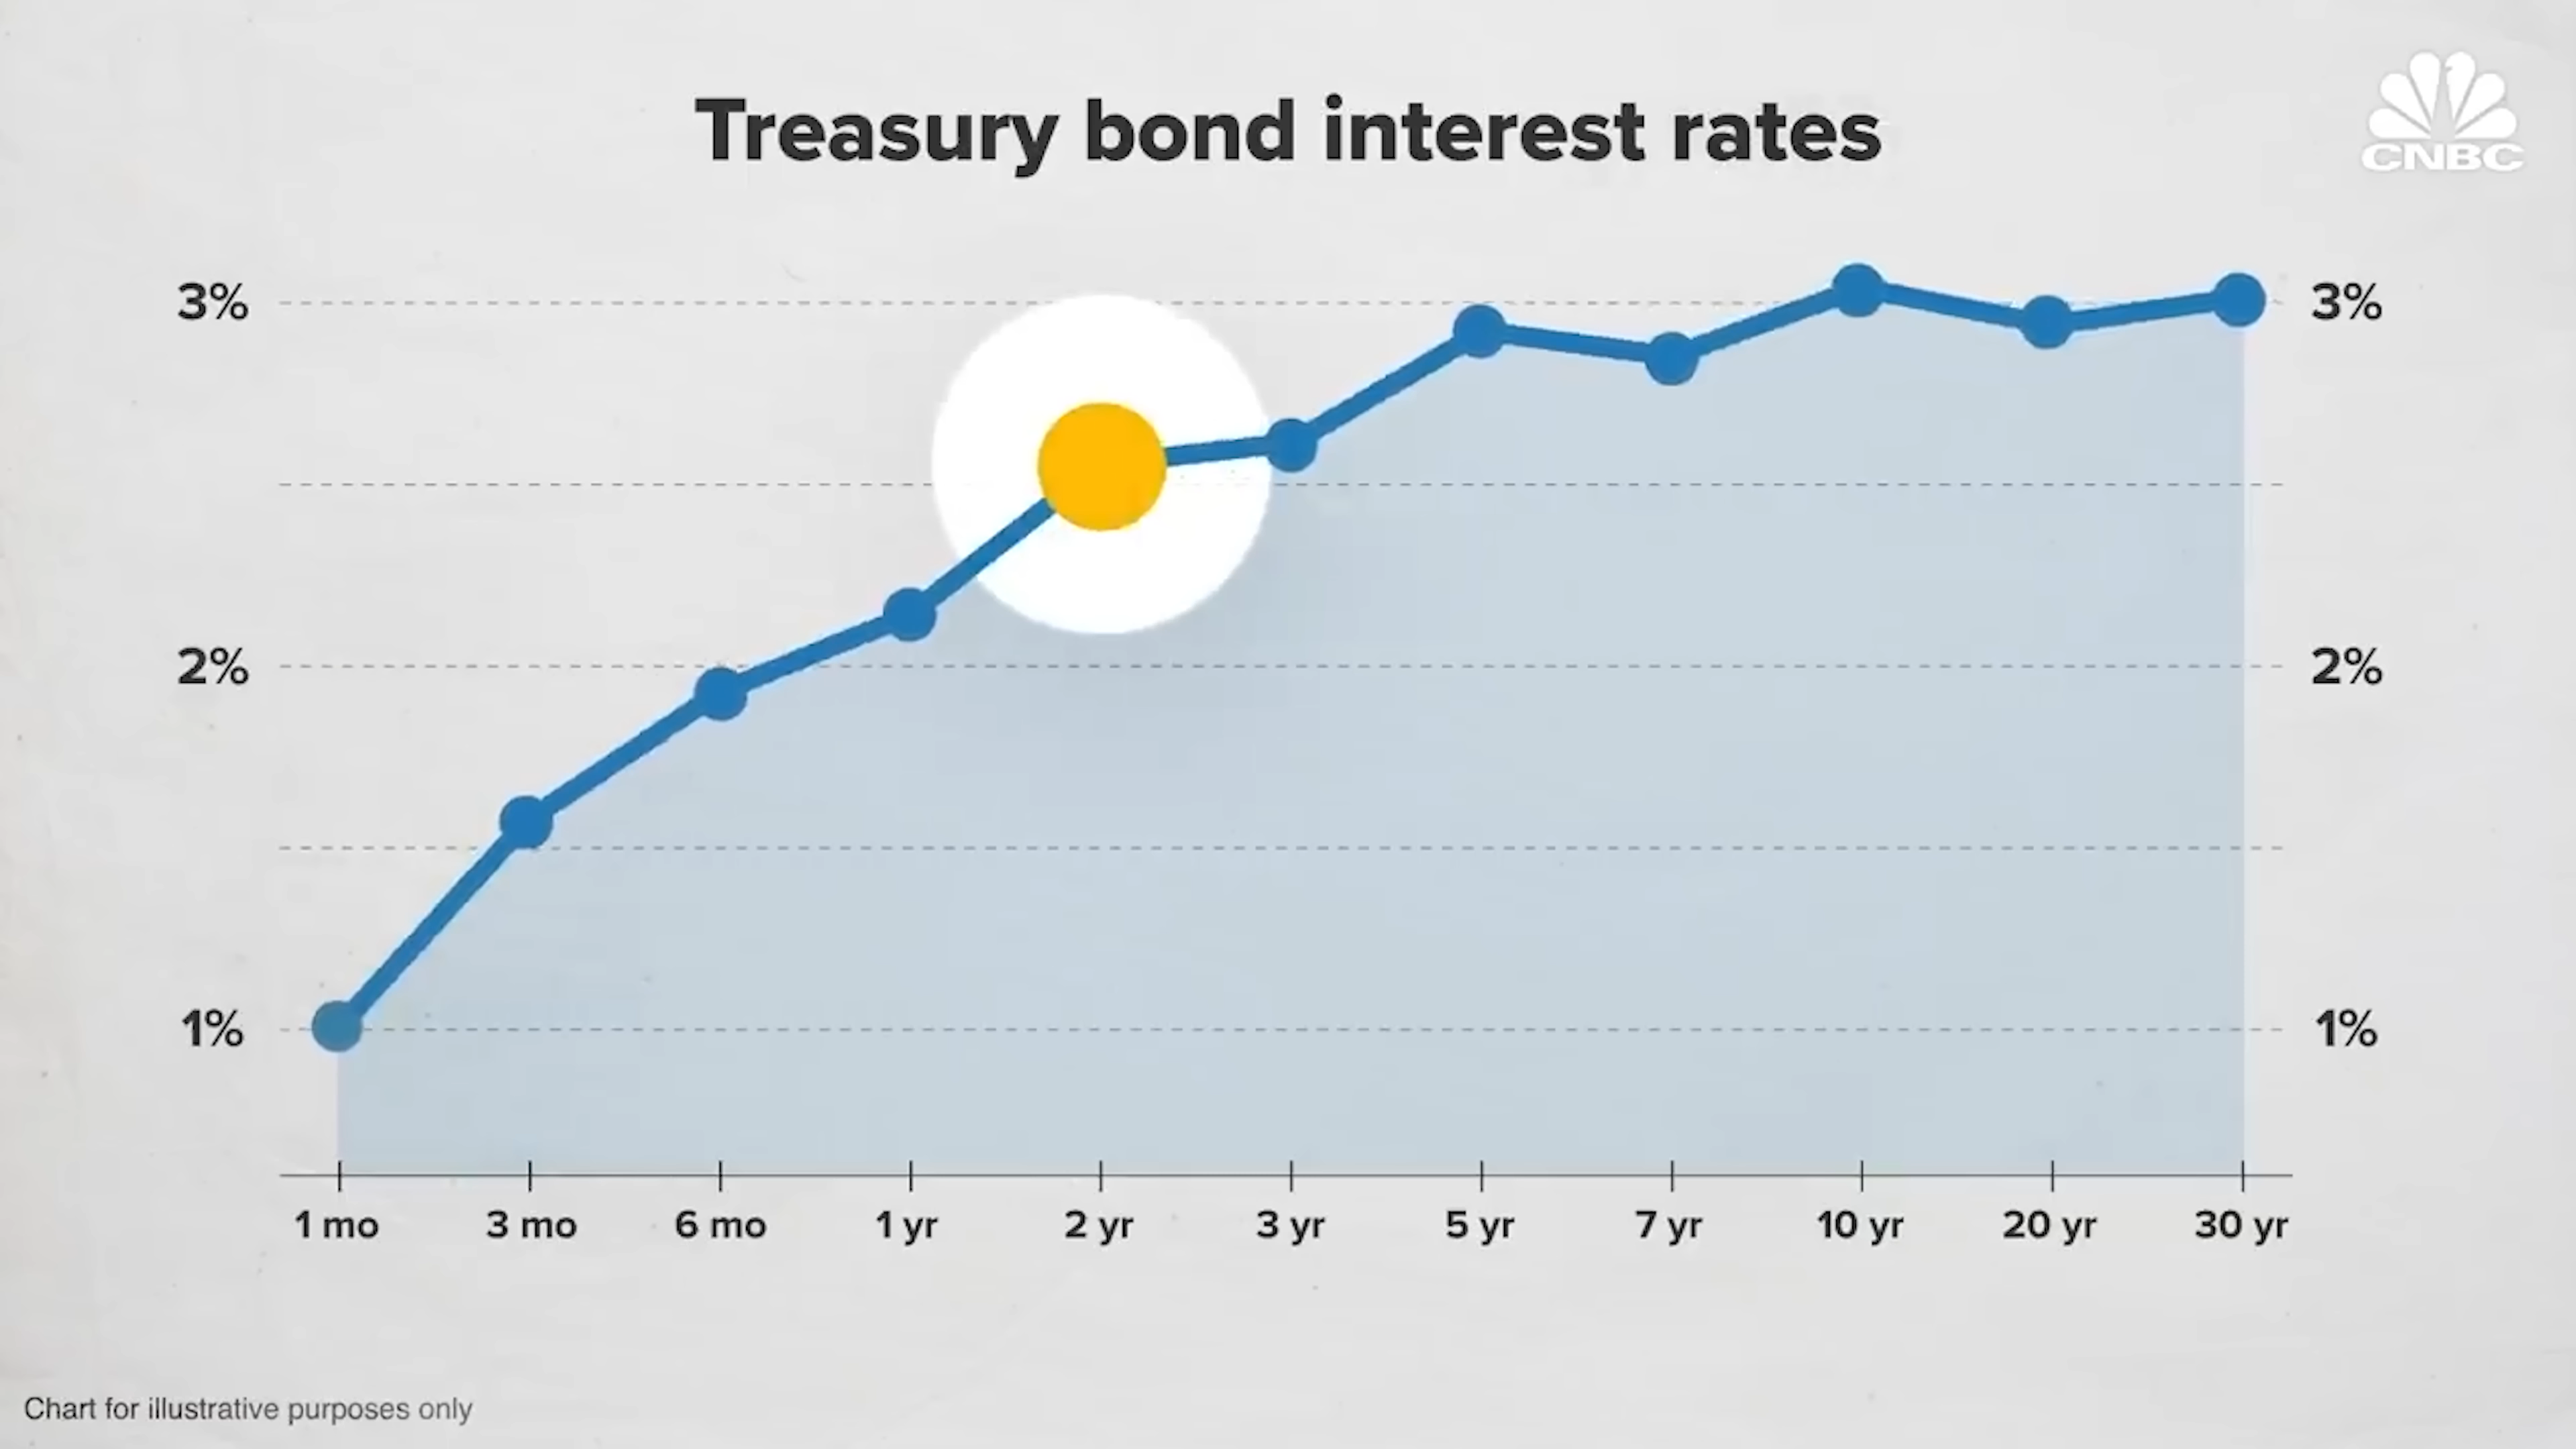 Treasury bond interest rates
CNBC
3%
3%
2%
2%
1%
1%
1 mo
3 mo
6 mo
1 yr
2 yr
3 yr
5 yr
7 yr
10 yr
20 yr
30 yr
Chart for illustrative purposes only